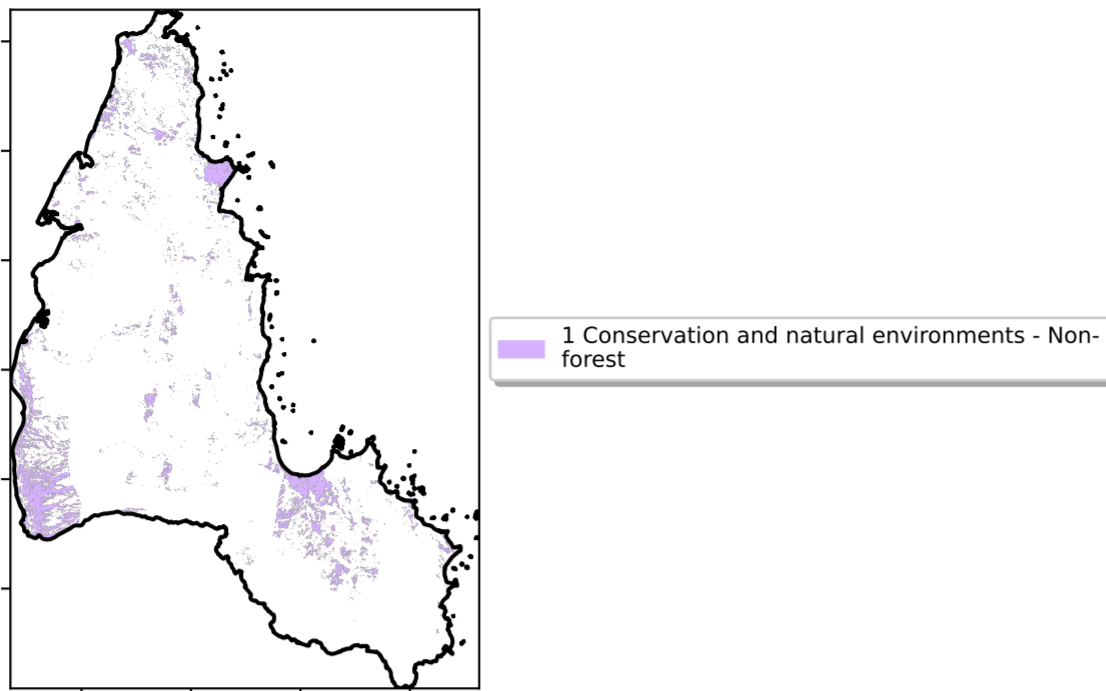 1 Conservation and natural environments - Non-
forest